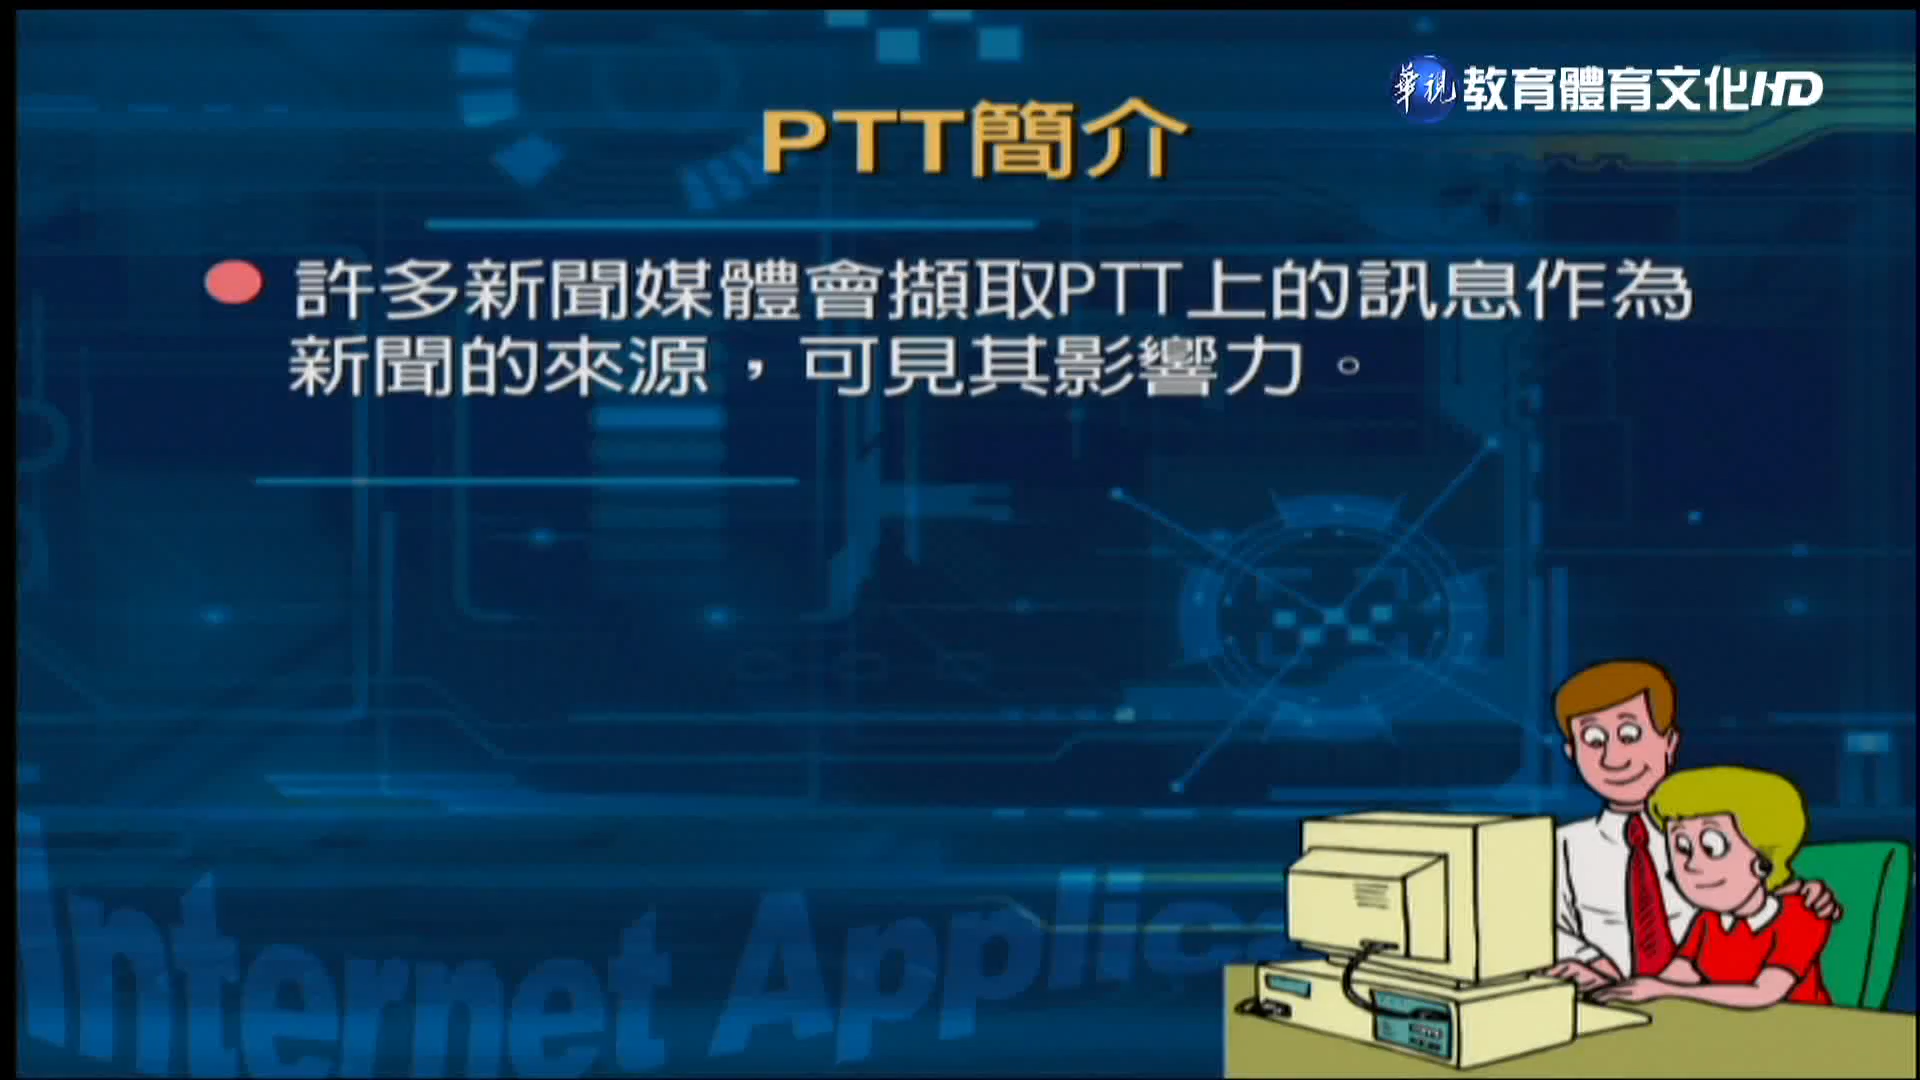 華視 教育體育文化HD
PTT簡介
許多新聞媒體會擷取PTT上的訊息作為
新聞的來源，可見其影響力。
Internet Applica